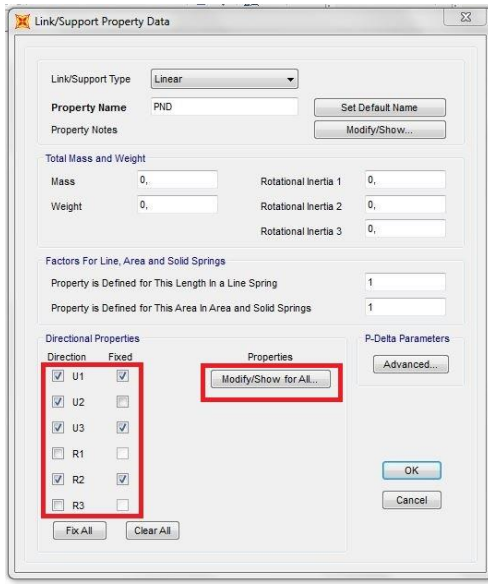 Link/Support Property Data
Link/Support Type Linear
Property Name PND Set Default Name
Property Notes Modify/Show...
Total Mass and Weight
Mass 0, Rotational Inertia 1 0,
Weight 0, Rotational Inertia 2 0,
Rotational Inertia 3 0,
Factors For Line, Area and Solid Springs
Property is Defined for This Length In a Line Spring 1
Property is Defined for This Area In Area and Solid Springs 1
Directional Properties P-Delta Parameters
Direction Fixed Properties Advanced...
U1 Modify/Show for All...
U2
U3
R1
R2 OK
R3 Cancel
Fix All Clear All